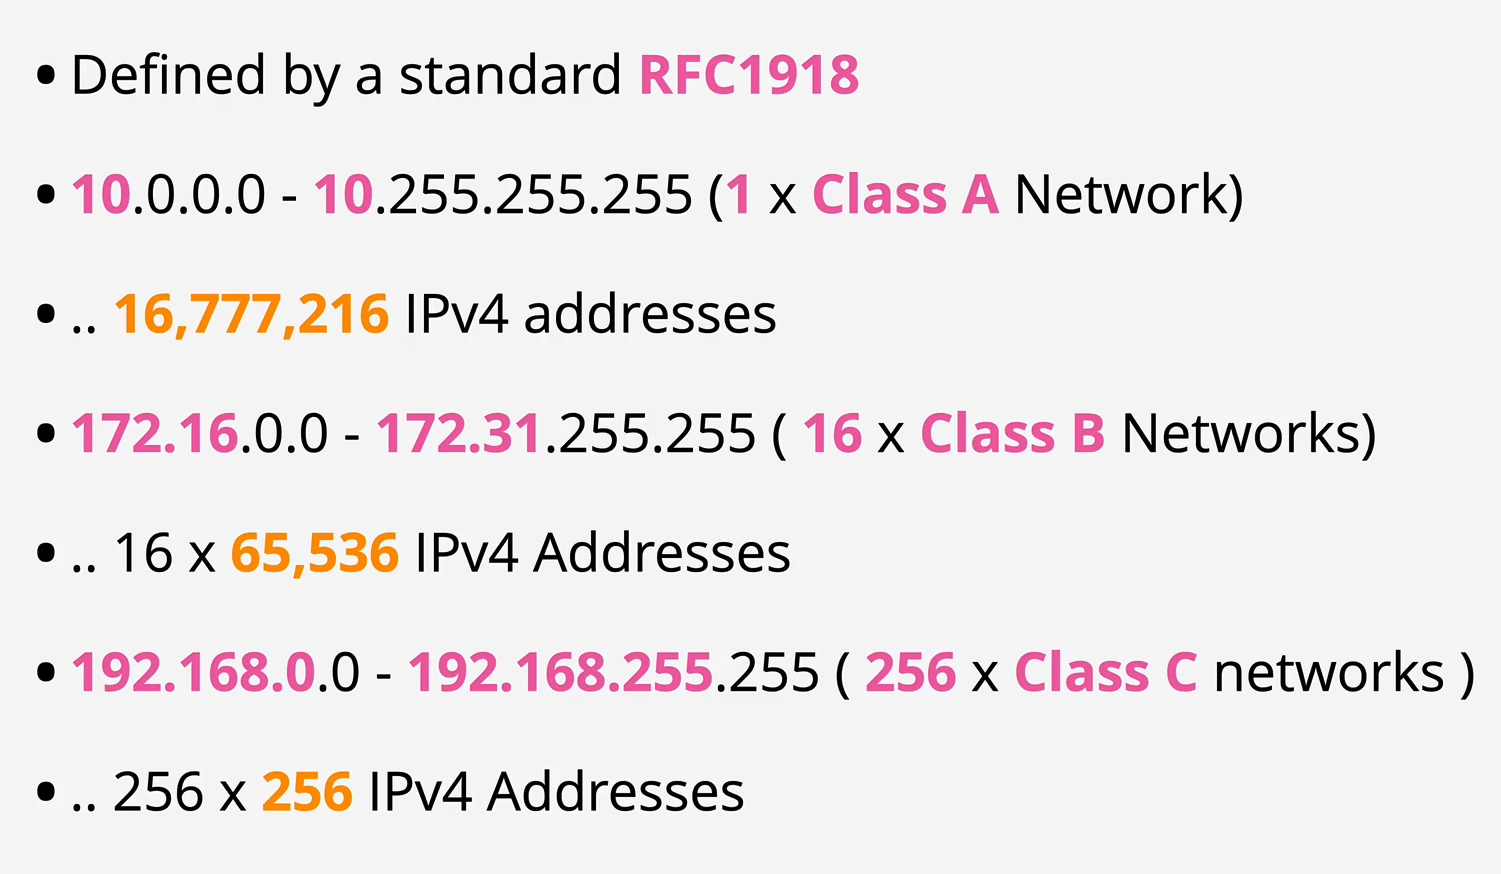 • Defined by a standard RFC1918
• 10.0.0.0 - 10.255.255.255 (1 x Class A Network)
• .. 16,777,216 IPv4 addresses
• 172.16.0.0 - 172.31.255.255 ( 16 x Class B Networks)
• .. 16 x 65,536 IPv4 Addresses
• 192.168.0.0 - 192.168.255.255 ( 256 x Class C networks )
• .. 256 x 256 IPv4 Addresses